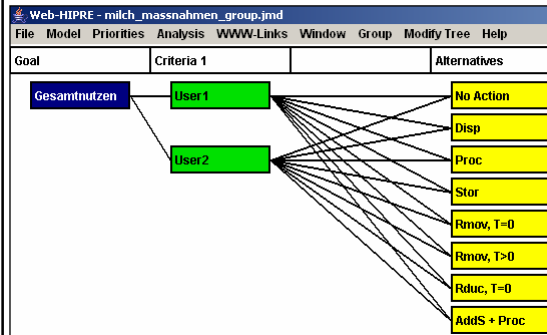 Web-HIPRE - milch_massnahmen_group.jmd
File Model Priorities Analysis WWW-Links Window Group Modify Tree Help
Goal Criteria 1 Alternatives
Gesamtnutzen User1 No Action
Disp
User2 Proc
Stor
Rmov, T=0
Rmov, T>0
Rduc, T=0
AddS + Proc